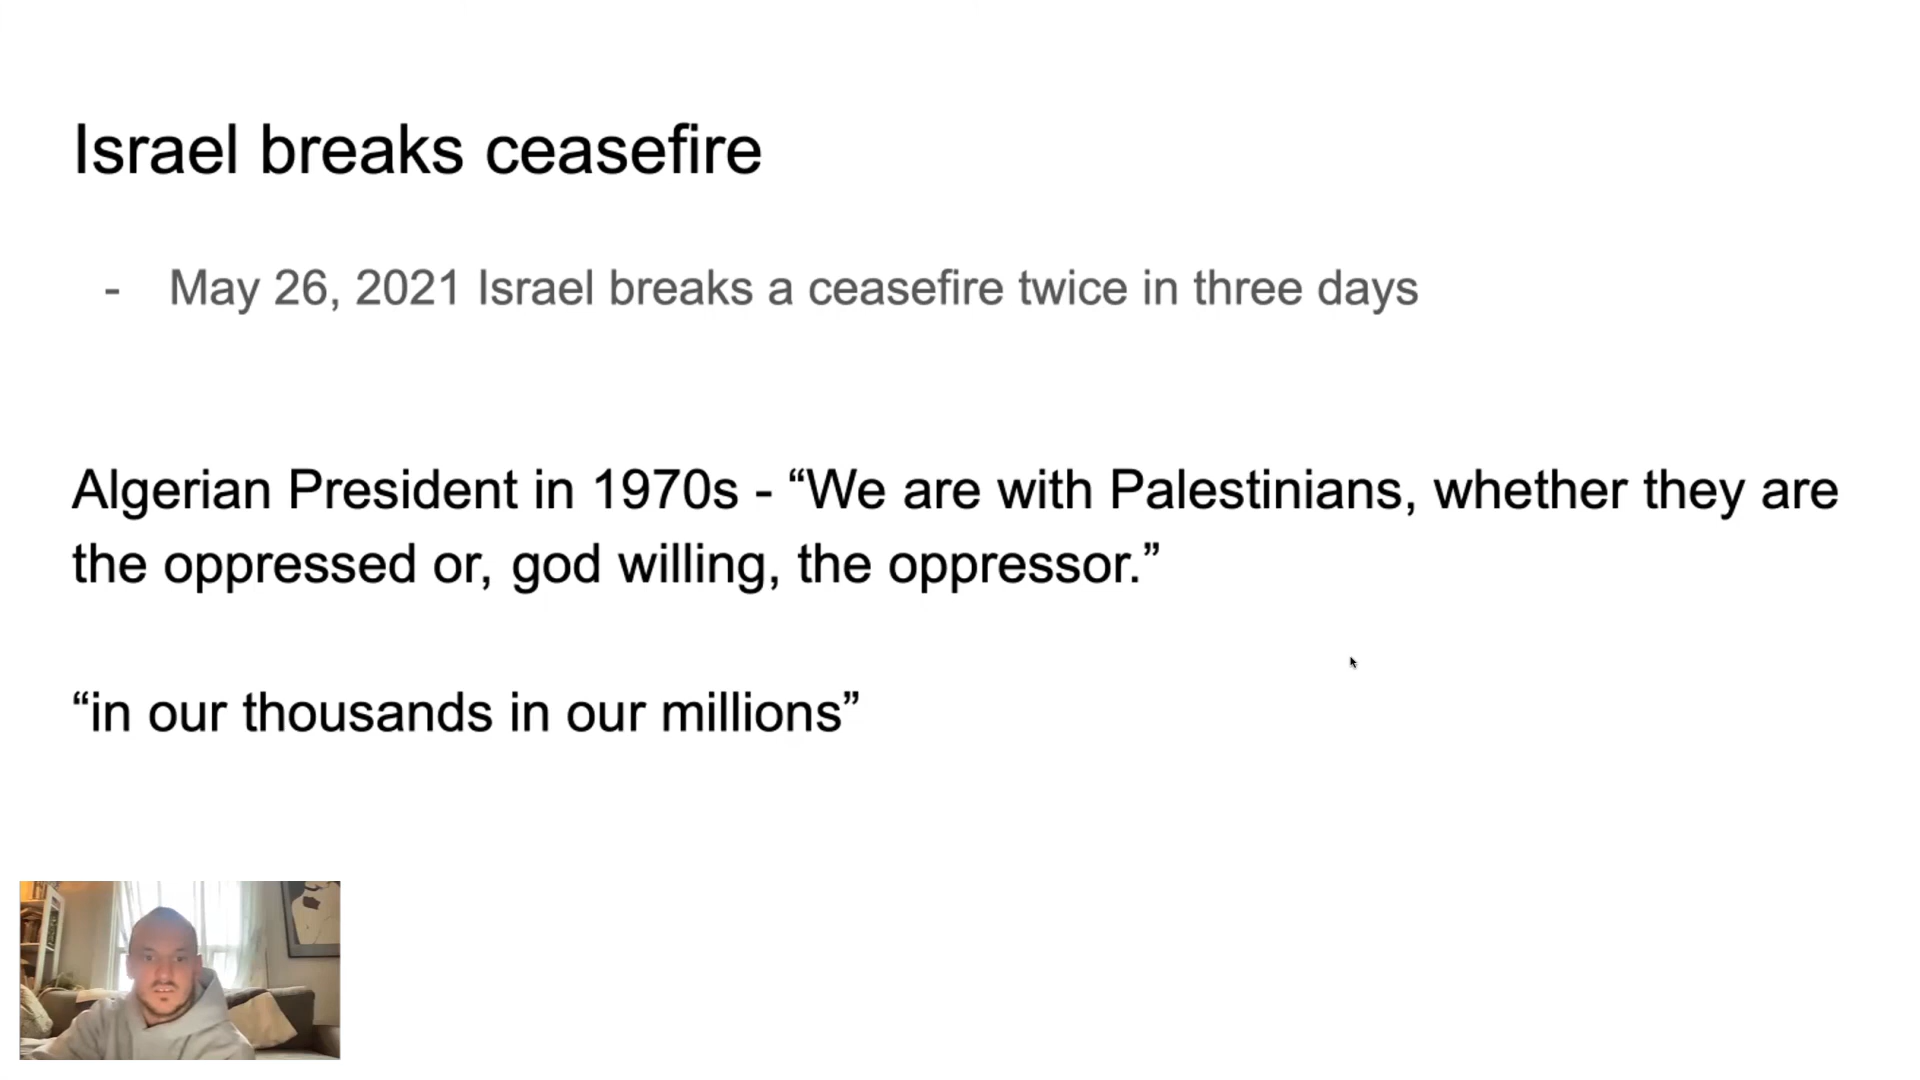 Israel breaks ceasefire
- May 26, 2021 Israel breaks a ceasefire twice in three days
Algerian President in 1970s - “We are with Palestinians, whether they are
the oppressed or, god willing, the oppressor.”
“in our thousands in our millions”